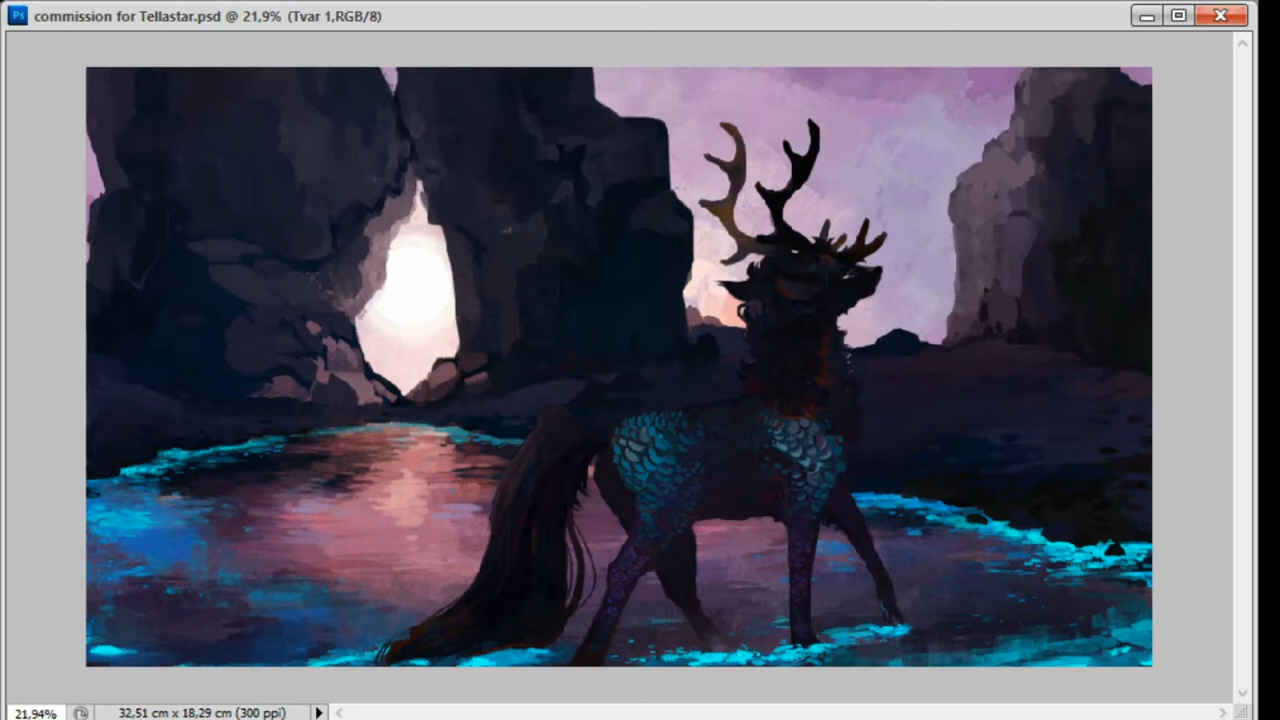 Ps commission for Tellastar.psd @ 21,9% (Tvar 1,RGB/8)
21,94% 32,51 cm x 18,29 cm (300 ppi)